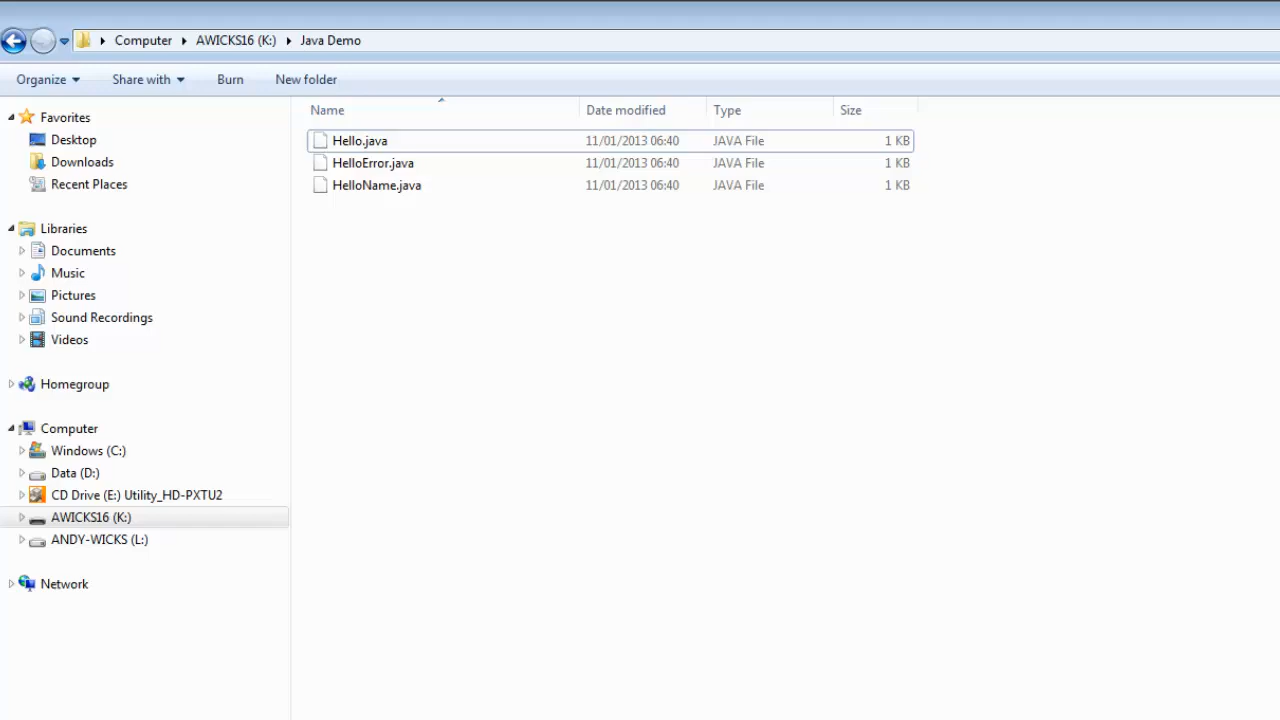 Computer AWICKS16 (K:) Java Demo
Organize Share with Burn New folder
Favorites
Desktop
Downloads
Recent Places
Libraries
Documents
Music
Pictures
Sound Recordings
Videos
Homegroup
Computer
Windows (C:)
Data (D:)
CD Drive (E:) Utility_HD-PXTU2
AWICKS16 (K:)
ANDY-WICKS (L:)
Network
Name Date modified Type Size
Hello.java 11/01/2013 06:40 JAVA File 1 KB
HelloError.java 11/01/2013 06:40 JAVA File 1 KB
HelloName.java 11/01/2013 06:40 JAVA File 1 KB